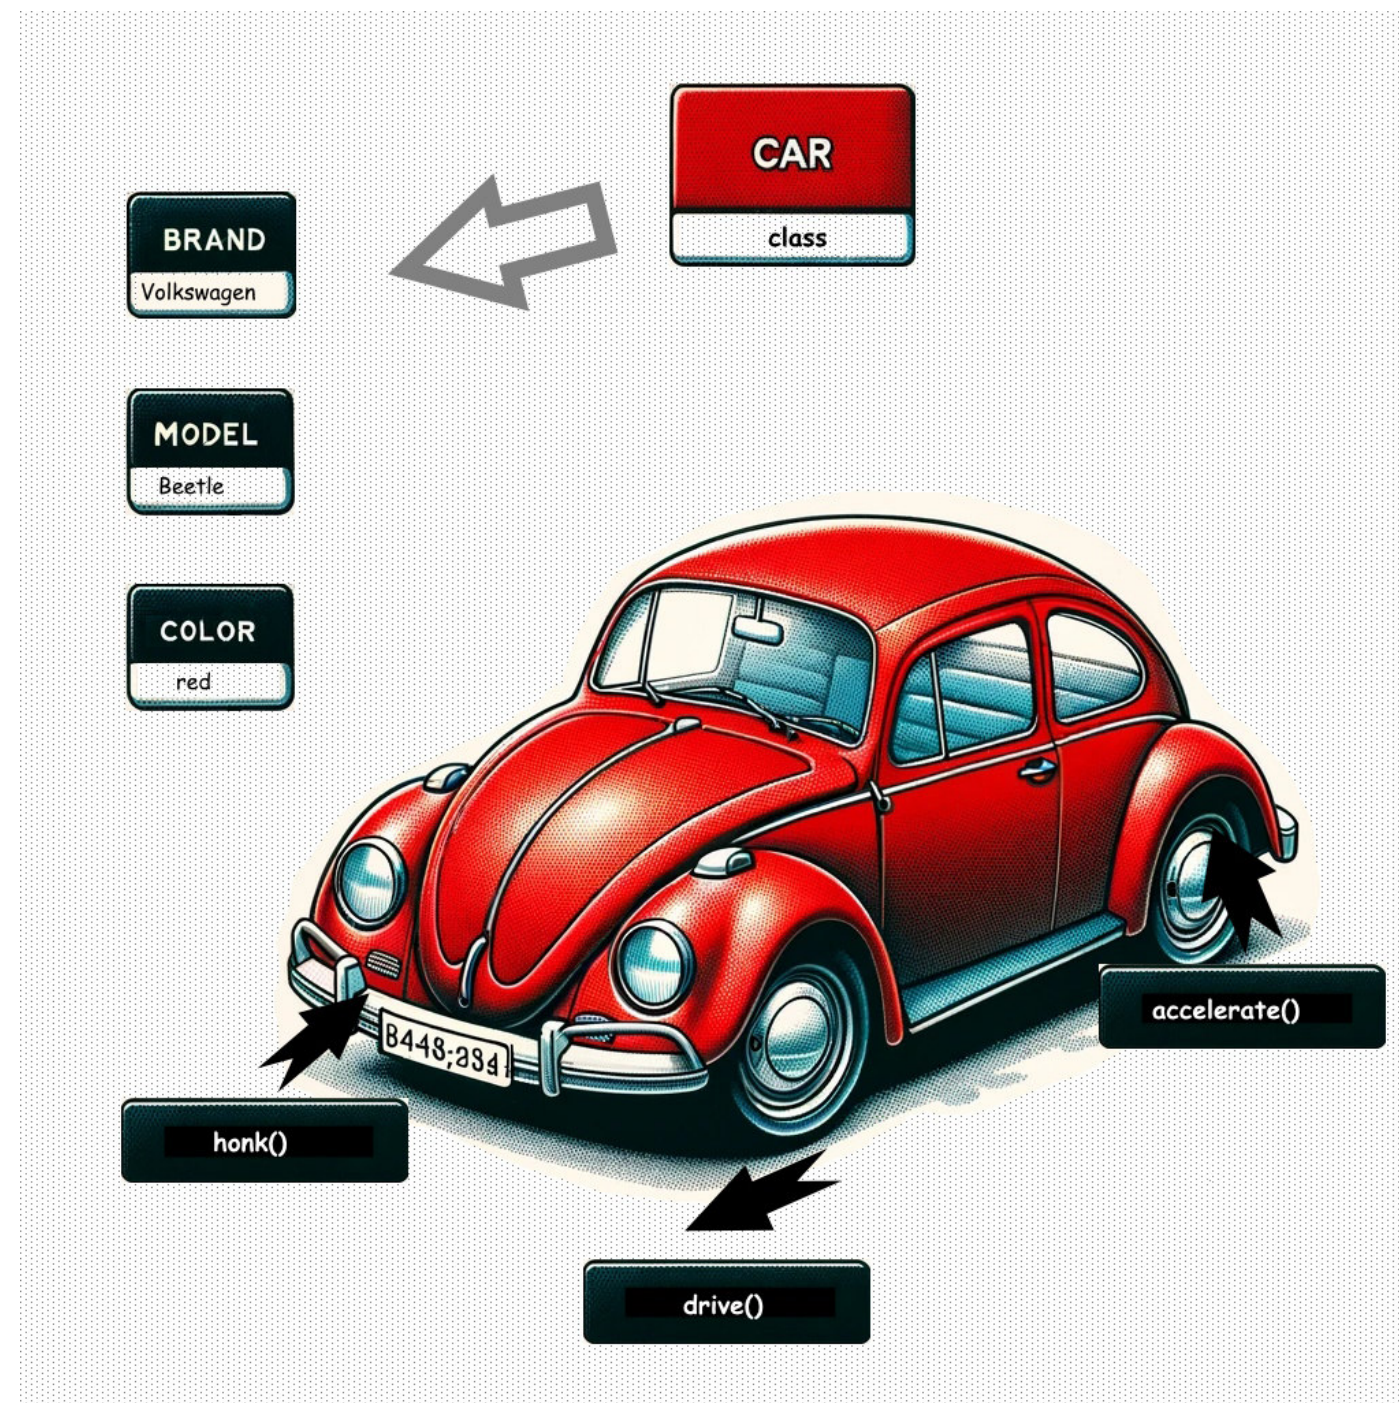 CAR
class
BRAND
Volkswagen
MODEL
Beetle
COLOR
red
accelerate()
honk()
drive()